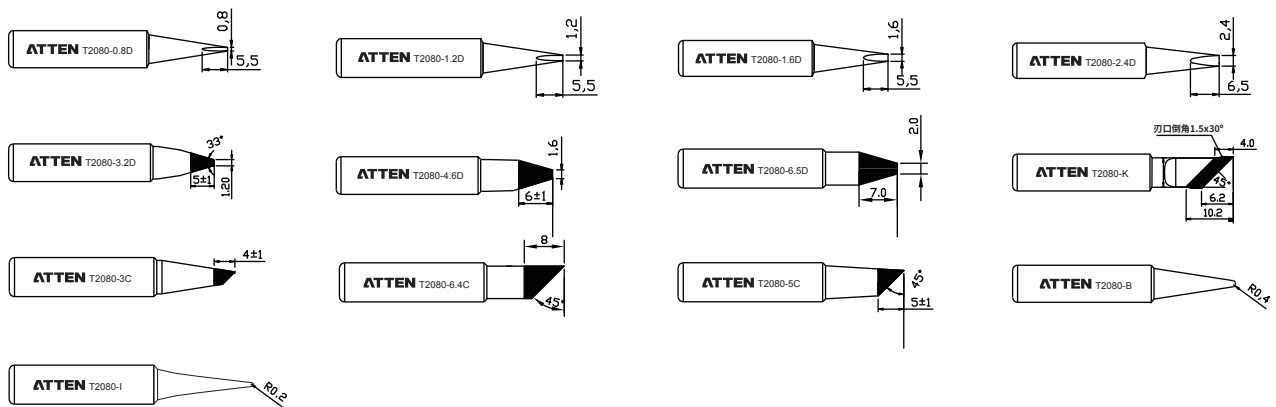 0,8
ATTEN T2080-0.8D
5,5
1,2
ATTEN T2080-1.2D
5,5
1,6
ATTEN T2080-1.6D
5,5
2,4
ATTEN T2080-2.4D
6,5
33°
ATTEN T2080-3.2D
5±1
1.20
1,6
ATTEN T2080-4.6D
6±1
2.0
ATTEN T2080-6.5D
7.0
刃口倒角1.5x30°
4.0
ATTEN T2080-K
45°
6.2
10.2
4±1
ATTEN T2080-3C
8
ATTEN T2080-6.4C
45°
ATTEN T2080-5C
45°
5±1
ATTEN T2080-B
R0,4
ATTEN T2080-I
R0.2